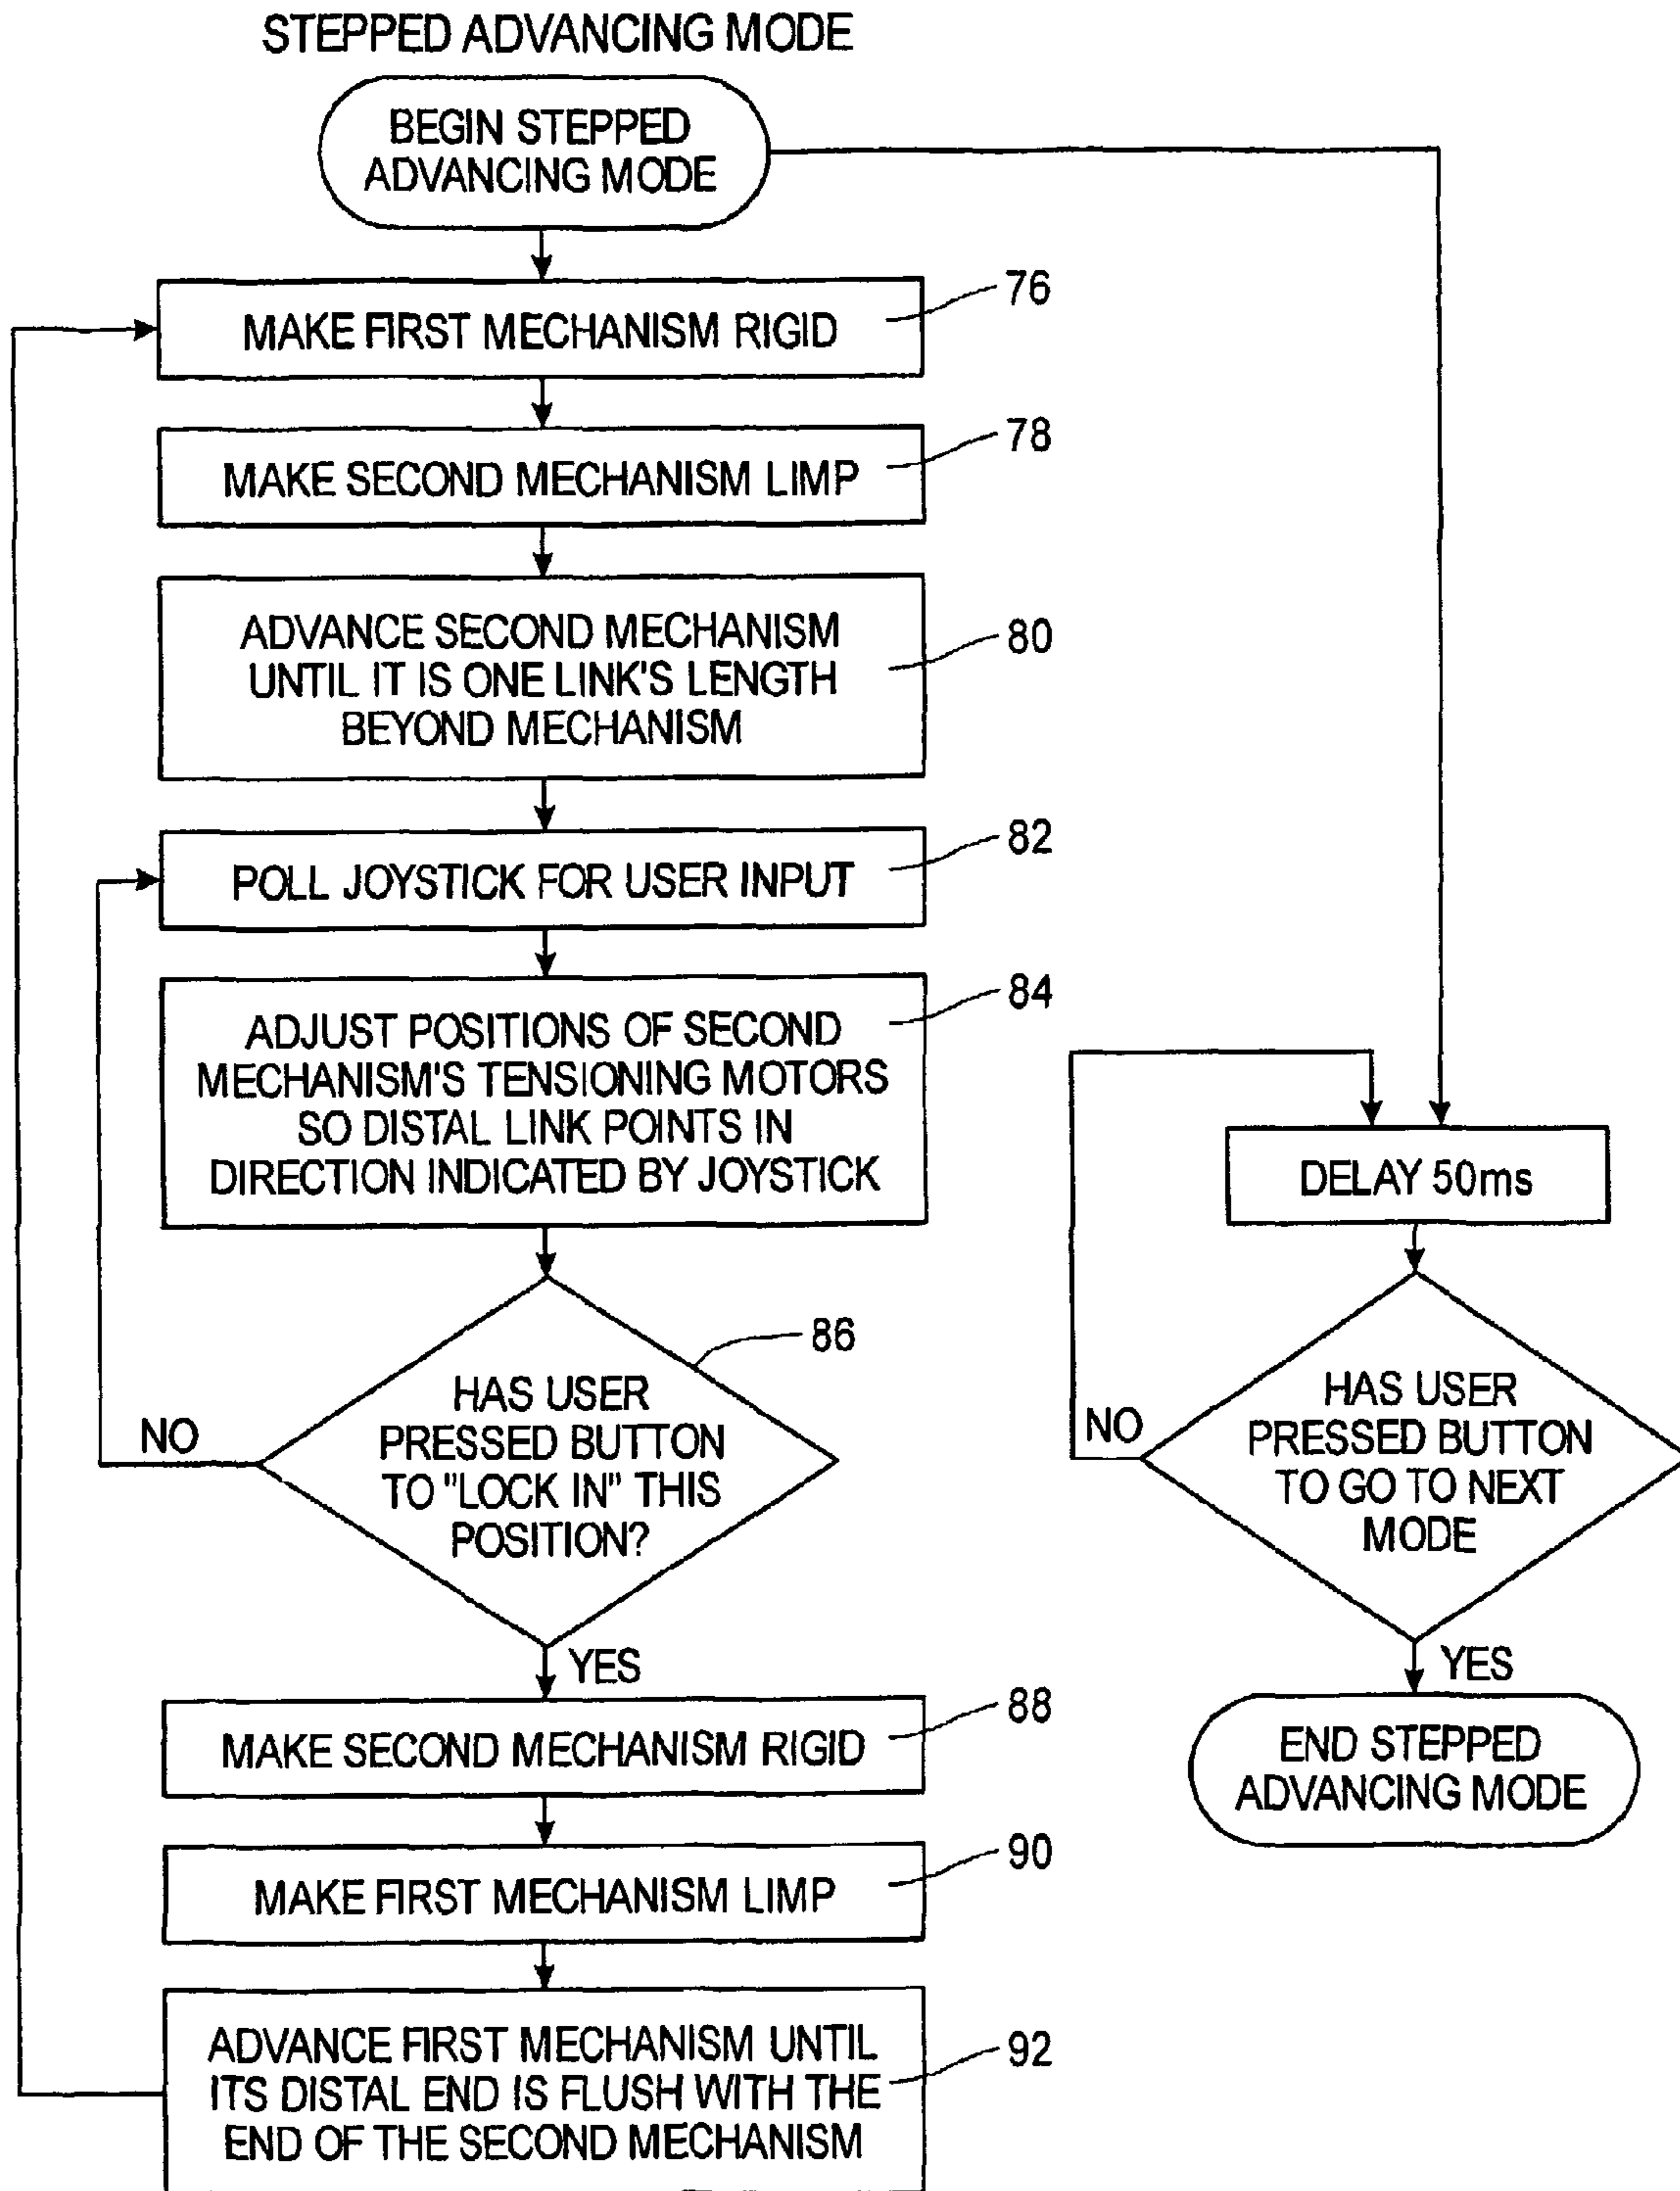 STEPPED ADVANCING MODE
BEGIN STEPPED
ADVANCING MODE
76
MAKE FIRST MECHANISM RIGID
78
MAKE SECOND MECHANISM LIMP
80
ADVANCE SECOND MECHANISM
UNTIL IT IS ONE LINK'S LENGTH
BEYOND MECHANISM
82
POLL JOYSTICK FOR USER INPUT
84
ADJUST POSITIONS OF SECOND
MECHANISM'S TENSIONING MOTORS
SO DISTAL LINK POINTS IN
DIRECTION INDICATED BY JOYSTICK
86
HAS USER
PRESSED BUTTON
TO "LOCK IN" THIS
POSITION?
NO
YES
88
MAKE SECOND MECHANISM RIGID
90
MAKE FIRST MECHANISM LIMP
92
ADVANCE FIRST MECHANISM UNTIL
ITS DISTAL END IS FLUSH WITH THE
END OF THE SECOND MECHANISM
DELAY 50ms
HAS USER
PRESSED BUTTON
TO GO TO NEXT
MODE
NO
YES
END STEPPED
ADVANCING MODE